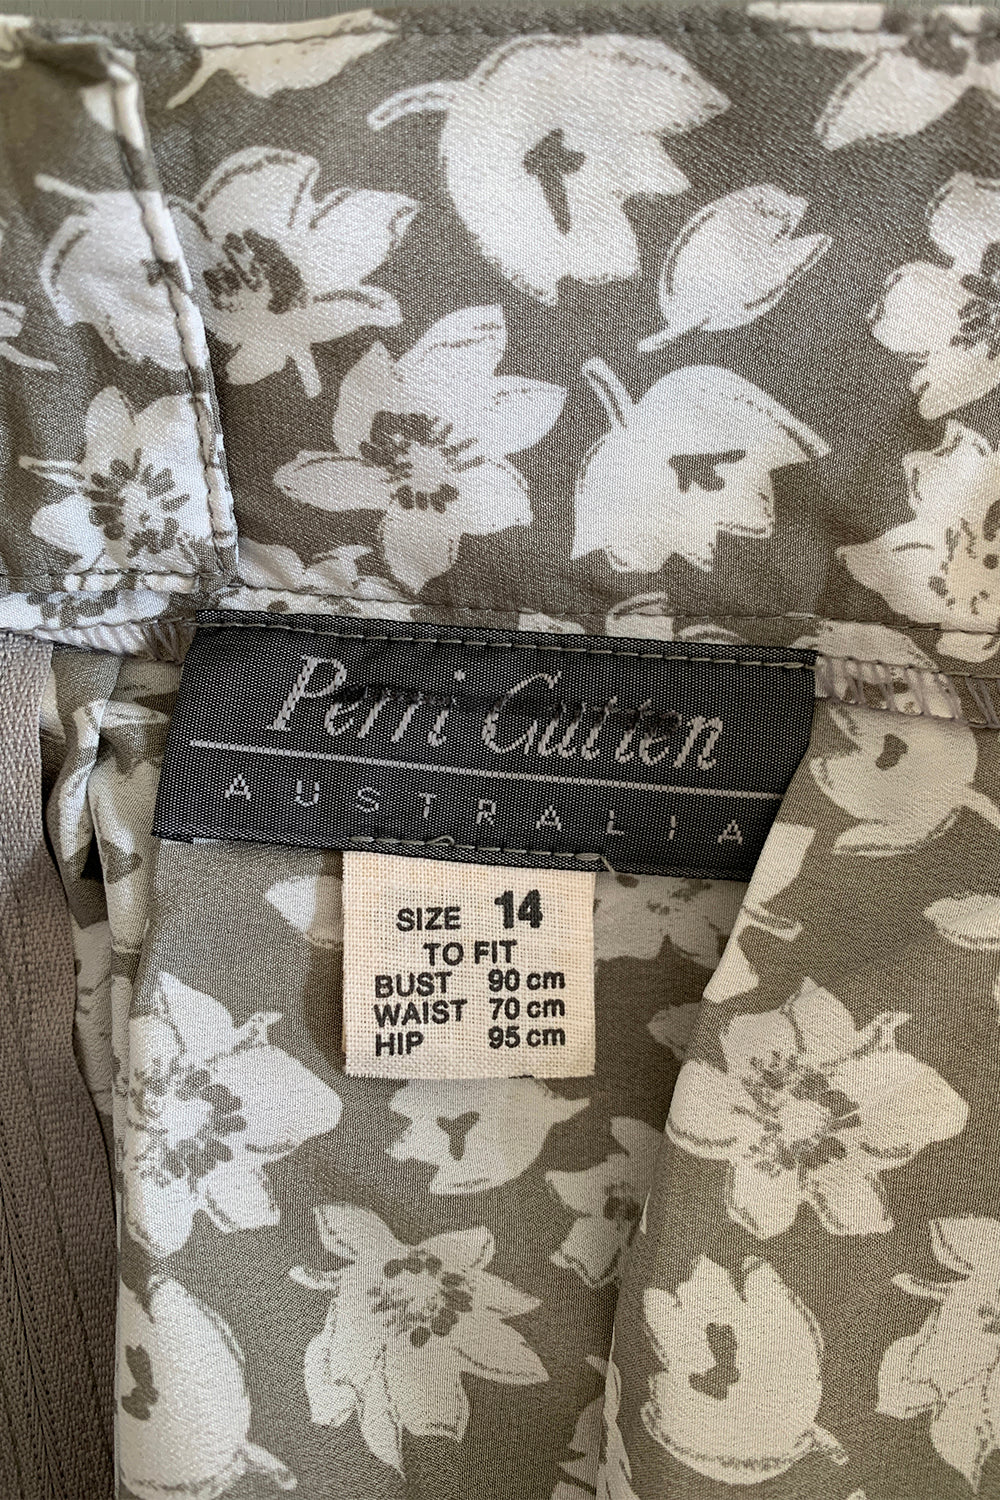 Perri Cutten
AUSTRALIA
SIZE 14
TO FIT
BUST 90 cm
WAIST 70 cm
HIP 95 cm